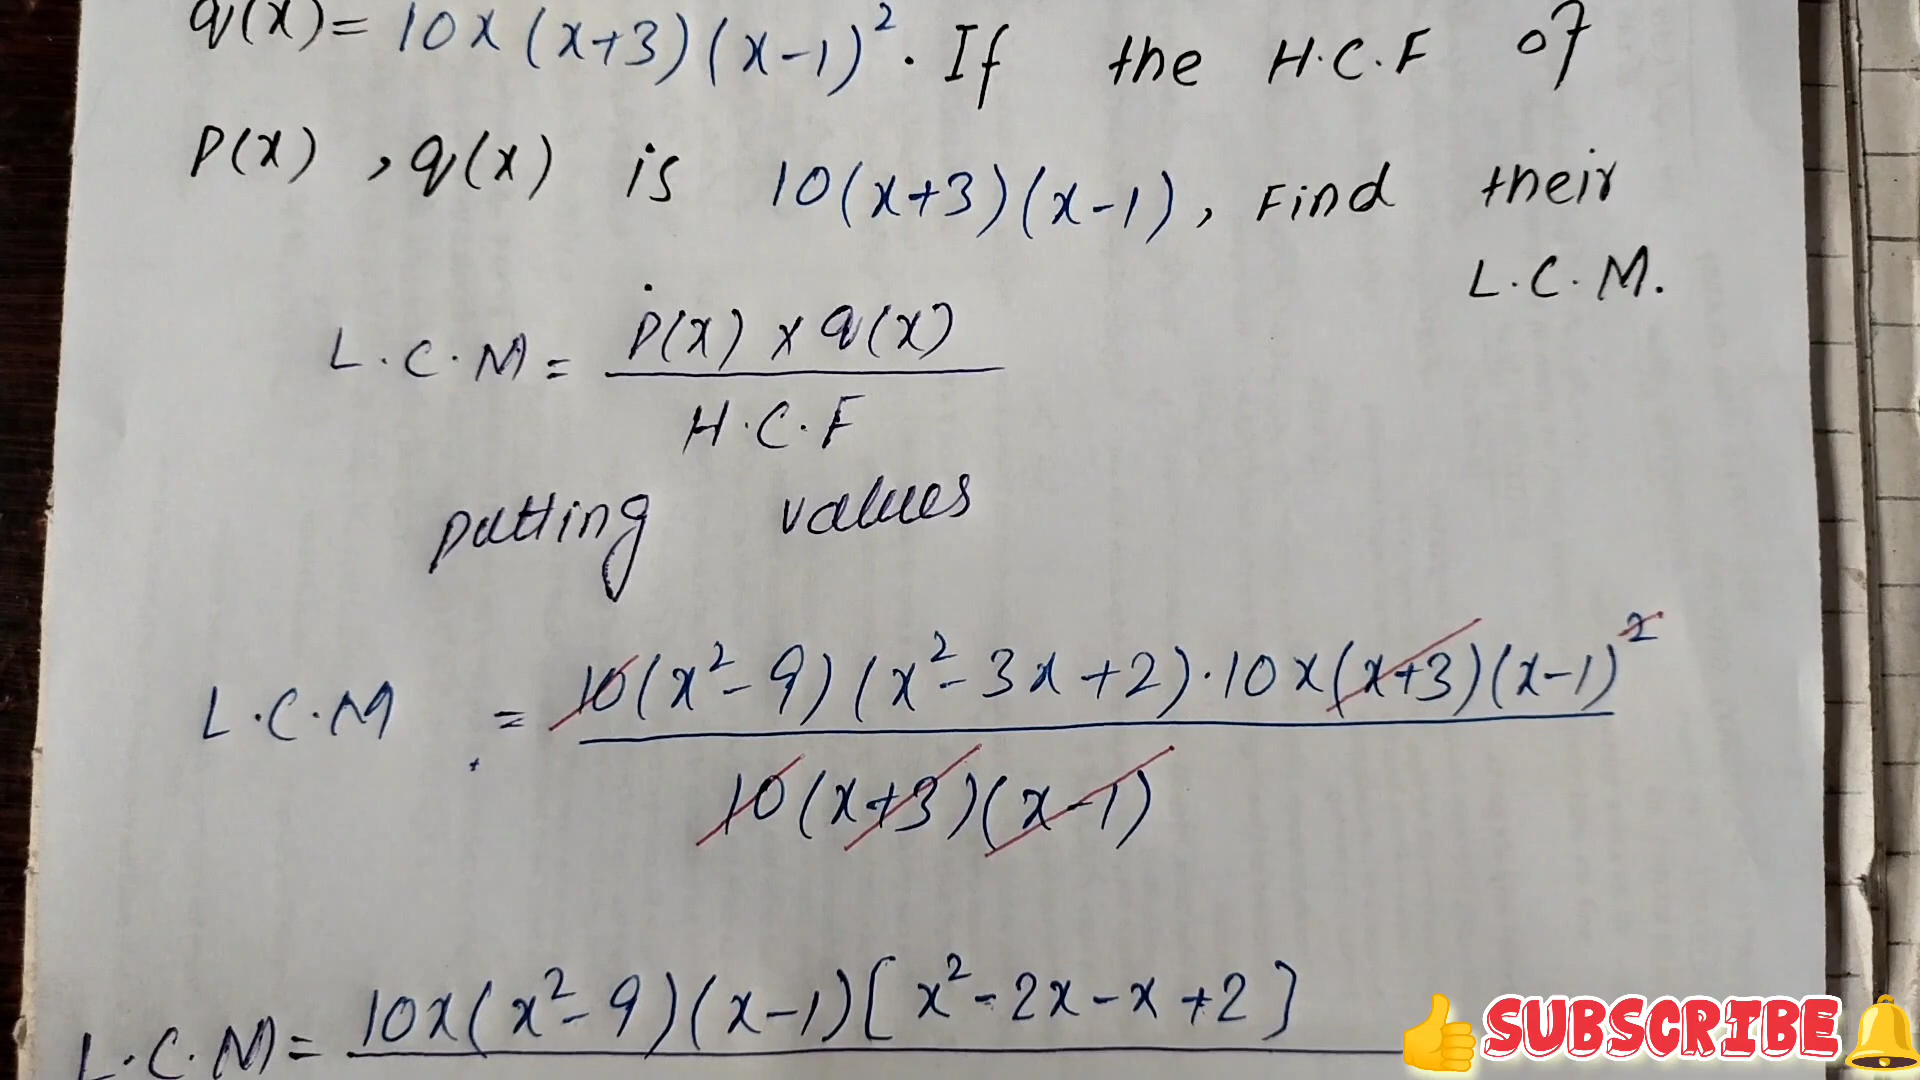 q(x)= 10x(x+3)(x-1)². If the H.C.F of
P(x), q(x) is 10(x+3)(x-1), Find their
L.C.M.
L.C.M = P(x) × q(x)
H.C.F
putting values
L.C.M = 10(x²-9)(x²-3x+2)·10x(x+3)(x-1)²
10(x+3)(x-1)
L.C.M = 10x(x²-9)(x-1)[x²-2x-x+2]
SUBSCRIBE